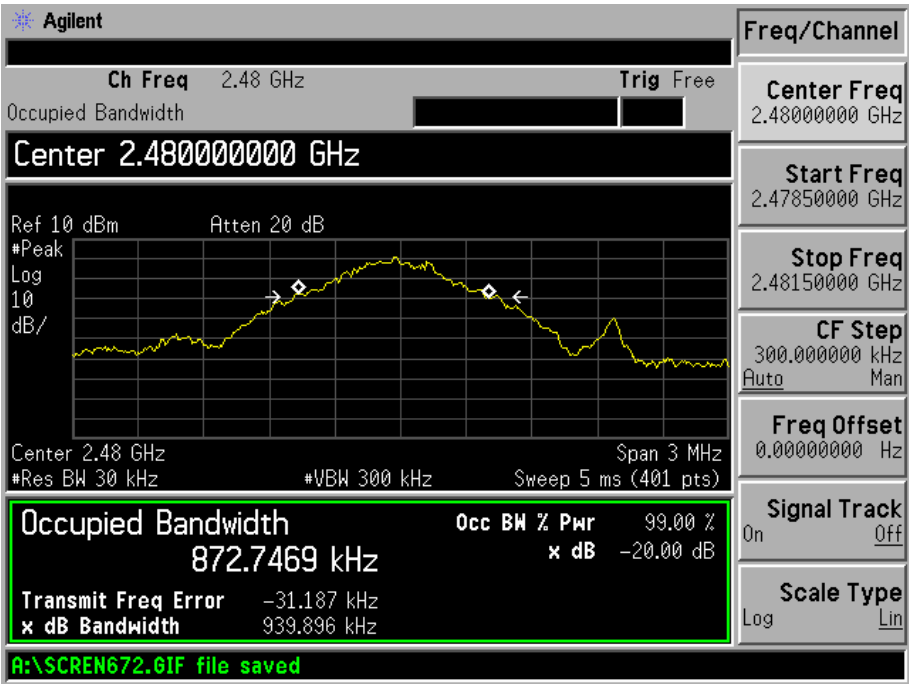 Agilent
Ch Freq 2.48 GHz Trig Free
Occupied Bandwidth
Center 2.480000000 GHz
Ref 10 dBm Atten 20 dB
#Peak
Log
10
dB/
Center 2.48 GHz Span 3 MHz
#Res BW 30 kHz #VBW 300 kHz Sweep 5 ms (401 pts)
Occupied Bandwidth
872.7469 kHz
Occ BW % Pwr 99.00 %
x dB -20.00 dB
Transmit Freq Error -31.187 kHz
x dB Bandwidth 939.896 kHz
A:\SCREN672.GIF file saved
Freq/Channel
Center Freq
2.48000000 GHz
Start Freq
2.47850000 GHz
Stop Freq
2.48150000 GHz
CF Step
300.000000 kHz
Auto Man
Freq Offset
0.00000000 Hz
Signal Track
On Off
Scale Type
Log Lin